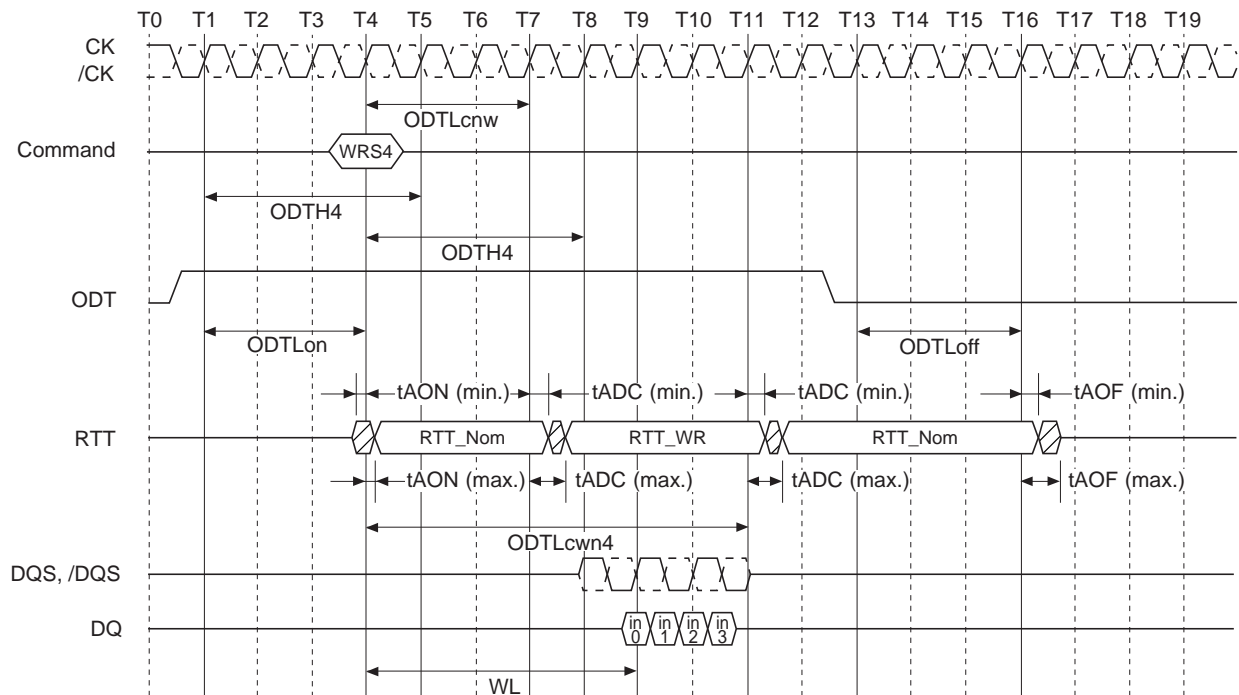 T0 T1 T2 T3 T4 T5 T6 T7 T8 T9 T10 T11 T12 T13 T14 T15 T16 T17 T18 T19
CK
/CK
ODTLcnw
Command WRS4
ODTH4
ODTH4
ODT
ODTLon ODTLoff
tAON (min.) tADC (min.) tADC (min.) tAOF (min.)
RTT RTT_Nom RTT_WR RTT_Nom
tAON (max.) tADC (max.) tADC (max.) tAOF (max.)
ODTLcwn4
DQS, /DQS
DQ in 0 in 1 in 2 in 3
WL